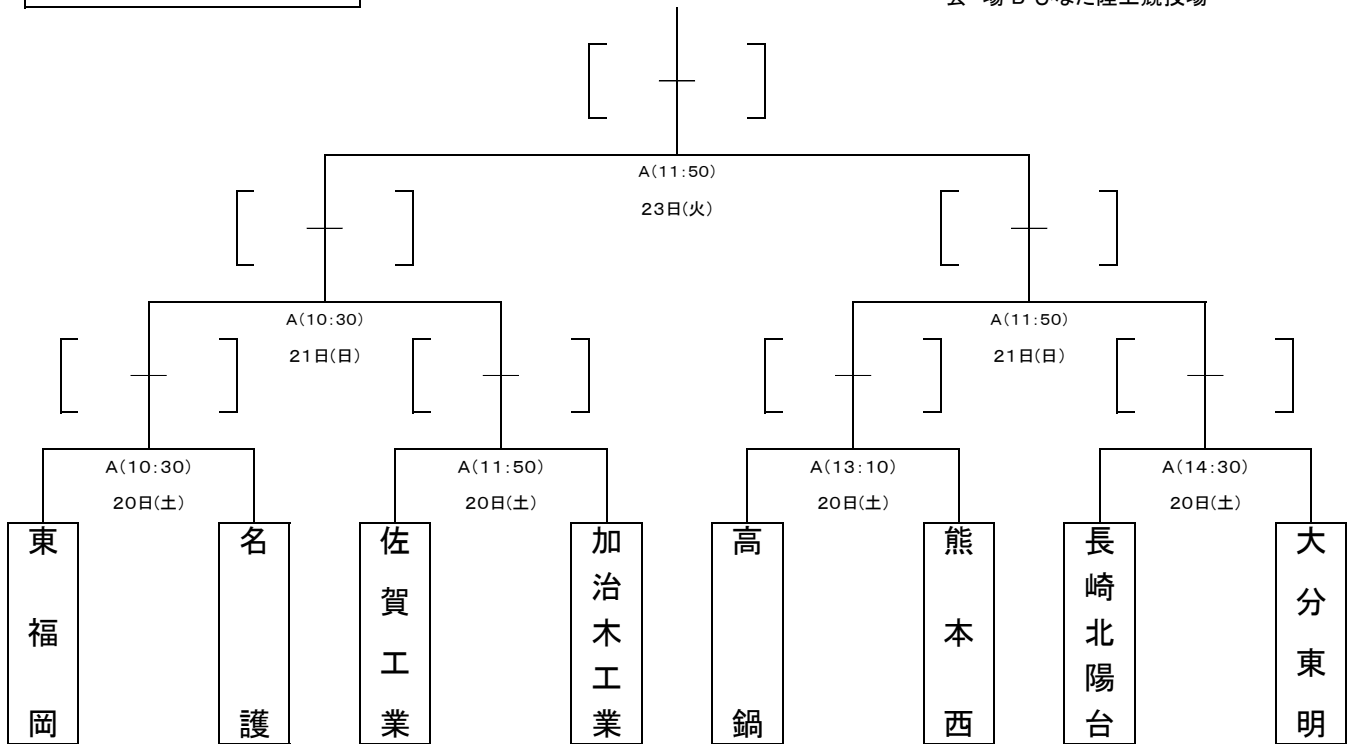 A(11:50)
23日(火)
A(10:30)
21日(日)
A(11:50)
21日(日)
A(10:30)
20日(土)
A(11:50)
20日(土)
A(13:10)
20日(土)
A(14:30)
20日(土)
東福岡
名護
佐賀工業
加治木工業
高鍋
熊本西
長崎北陽台
大分東明